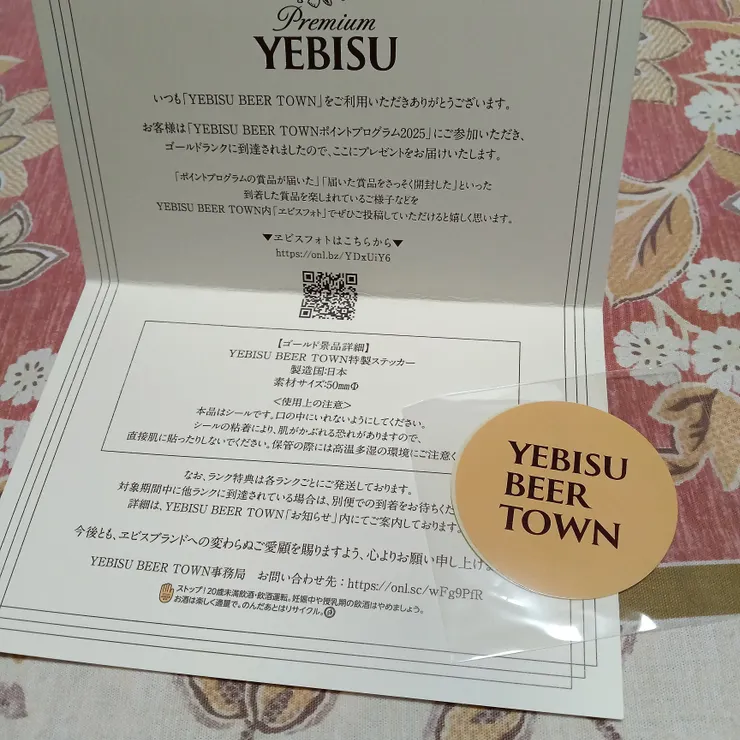 Premium
YEBISU
いつも「YEBISU BEER TOWN」をご利用いただきありがとうございます。
お客様は「YEBISU BEER TOWNポイントプログラム2025」にご参加いただき、
ゴールドランクに到達されましたので、ここにプレゼントをお届けいたします。
「ポイントプログラムの賞品が届いた」「届いた賞品をさっそく開封した」といった
到着した賞品を楽しまれているご様子などを
YEBISU BEER TOWN内「ヱビスフォト」でぜひご投稿していただけると嬉しく思います。
▼ヱビスフォトはこちらから▼
https://onl.bz/YDxUiY6
【ゴールド景品詳細】
YEBISU BEER TOWN特製ステッカー
製造国:日本
素材サイズ:50mmΦ
<使用上の注意>
本品はシールです。口の中にいれないようにしてください。
シールの粘着により、肌がかぶれる恐れがありますので、
直接肌に貼ったりしないでください。保管の際には高温多湿の環境にご注意く
なお、ランク特典は各ランクごとにご発送しております。
対象期間中に他ランクに到達されている場合は、別便での到着をお待ちくだ
詳細は、YEBISU BEER TOWN「お知らせ」内にてご案内しております。
今後とも、ヱビスブランドへの変わらぬご愛顧を賜りますよう、心よりお願い申し上げ
YEBISU BEER TOWN事務局 お問い合わせ先:https://onl.sc/wFg9PfR
ストップ!20歳未満飲酒・飲酒運転。妊娠中や授乳期の飲酒はやめましょう。
お酒は楽しく適量で。のんだあとはリサイクル。
YEBISU
BEER
TOWN